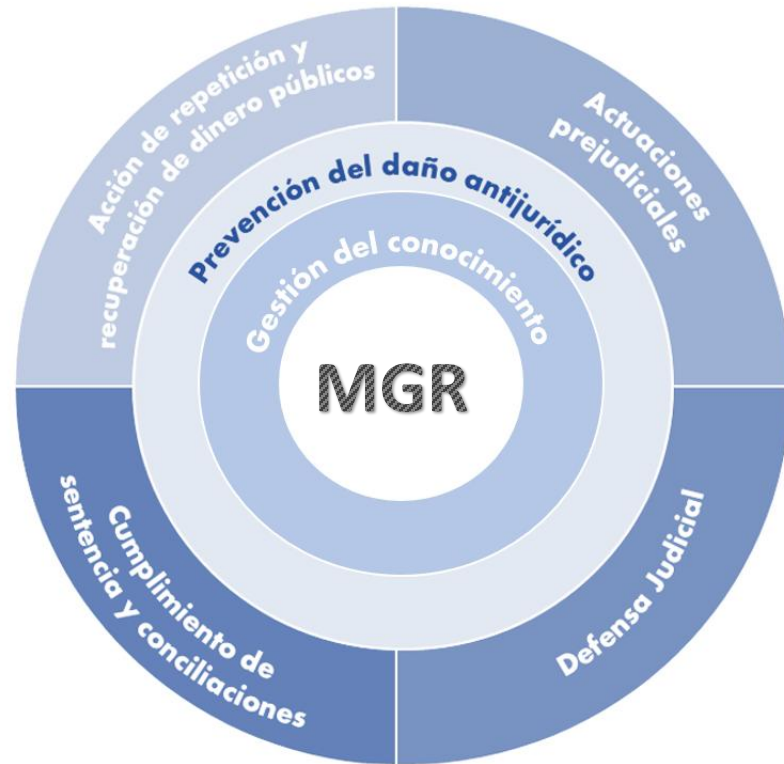 Acción de repetición y
recuperación de dinero públicos
Actuaciones
prejudiciales
Prevención del daño antijurídico
Gestión del conocimiento
MGR
Cumplimiento de
sentencia y conciliaciones
Defensa Judicial